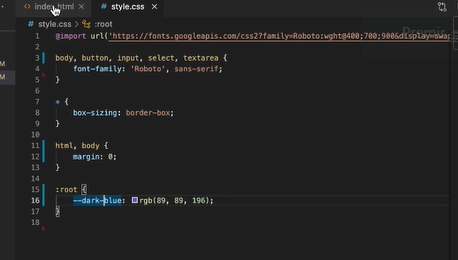 index.html style.css
# style.css > :root
1 @import url('https://fonts.googleapis.com/css2?family=Roboto:wght@400;700;900&display=swap
2
3 body, button, input, select, textarea {
4 font-family: 'Roboto', sans-serif;
5 }
6
7 * {
8 box-sizing: border-box;
9 }
10
11 html, body {
12 margin: 0;
13 }
14
15 :root {
16 --dark-blue: rgb(89, 89, 196);
17 }
18
M
M